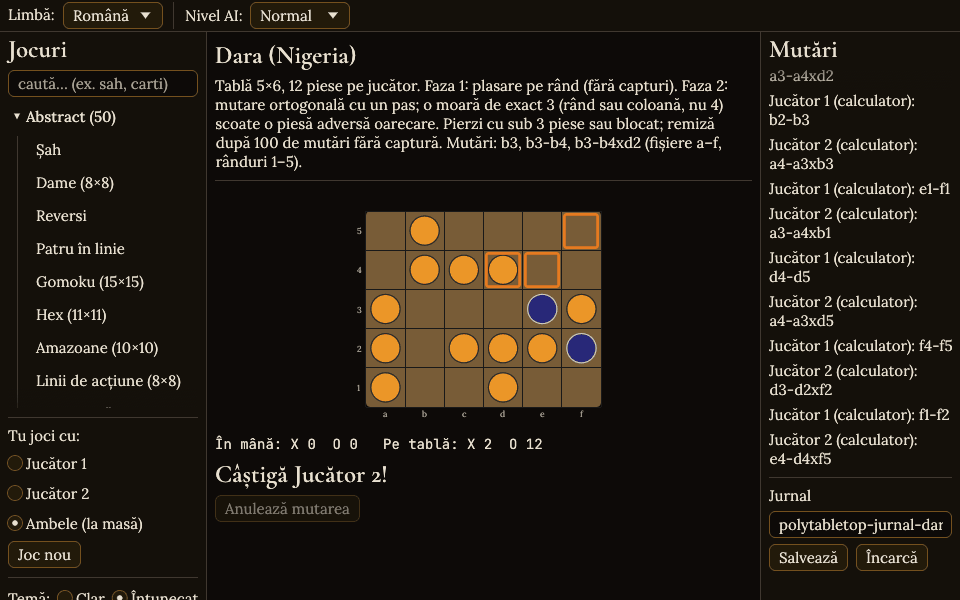 Limbă: Română ▼ Nivel AI: Normal ▼
Jocuri
caută... (ex. sah, carti)
▾ Abstract (50)
Șah
Dame (8×8)
Reversi
Patru în linie
Gomoku (15×15)
Hex (11×11)
Amazoane (10×10)
Linii de acțiune (8×8)
Tu joci cu:
Jucător 1
Jucător 2
Ambele (la masă)
Joc nou
Temă: Clar Întunecat
Dara (Nigeria)
Tablă 5×6, 12 piese pe jucător. Faza 1: plasare pe rând (fără capturi). Faza 2:
mutare ortogonală cu un pas; o moară de exact 3 (rând sau coloană, nu 4)
scoate o piesă adversă oarecare. Pierzi cu sub 3 piese sau blocat; remiză
după 100 de mutări fără captură. Mutări: b3, b3-b4, b3-b4xd2 (fișiere a–f,
rânduri 1–5).
5
4
3
2
1
a b c d e f
În mână: X 0 O 0 Pe tablă: X 2 O 12
Câștigă Jucător 2!
Anulează mutarea
Mutări
a3-a4xd2
Jucător 1 (calculator):
b2-b3
Jucător 2 (calculator):
a4-a3xb3
Jucător 1 (calculator): e1-f1
Jucător 2 (calculator):
a3-a4xb1
Jucător 1 (calculator):
d4-d5
Jucător 2 (calculator):
a4-a3xd5
Jucător 1 (calculator): f4-f5
Jucător 2 (calculator):
d3-d2xf2
Jucător 1 (calculator): f1-f2
Jucător 2 (calculator):
e4-d4xf5
Jurnal
polytabletop-jurnal-dar
Salvează Încarcă